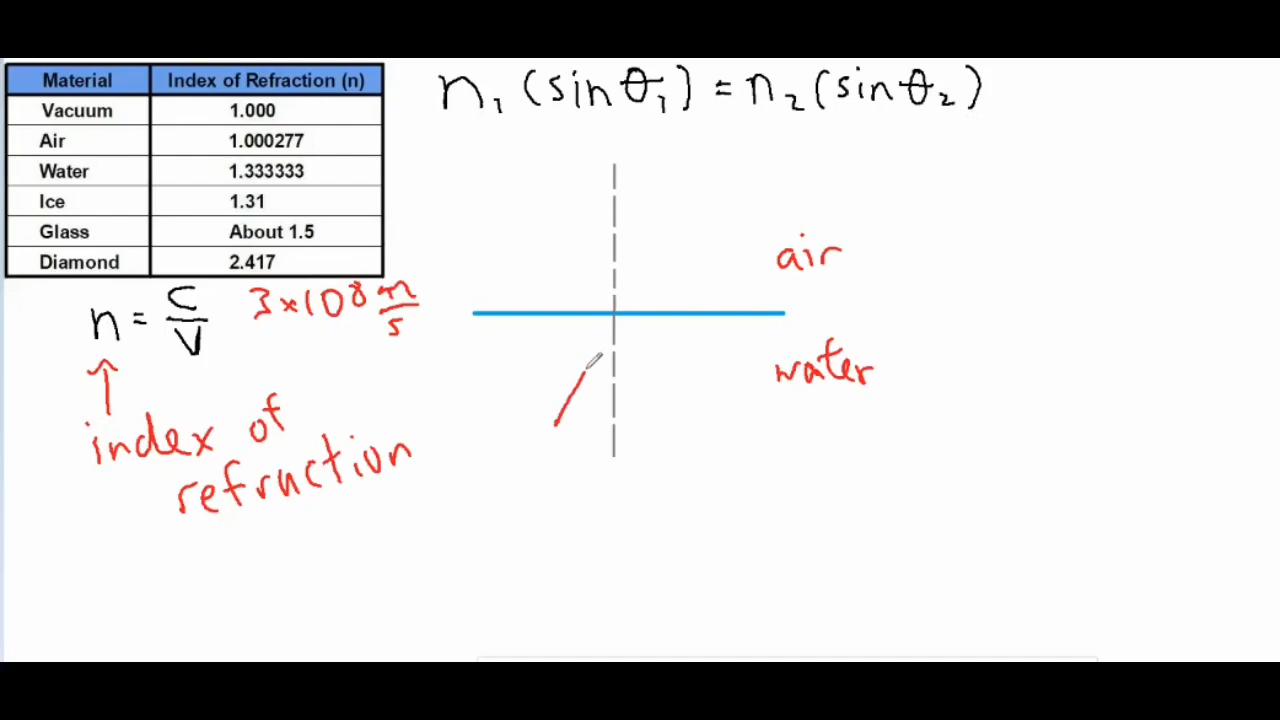 Material Index of Refraction (n)
Vacuum 1.000
Air 1.000277
Water 1.333333
Ice 1.31
Glass About 1.5
Diamond 2.417
n₁(sinθ₁) = n₂(sinθ₂)
air
water
n = c/v 3×10⁸ m/s
index of
refraction